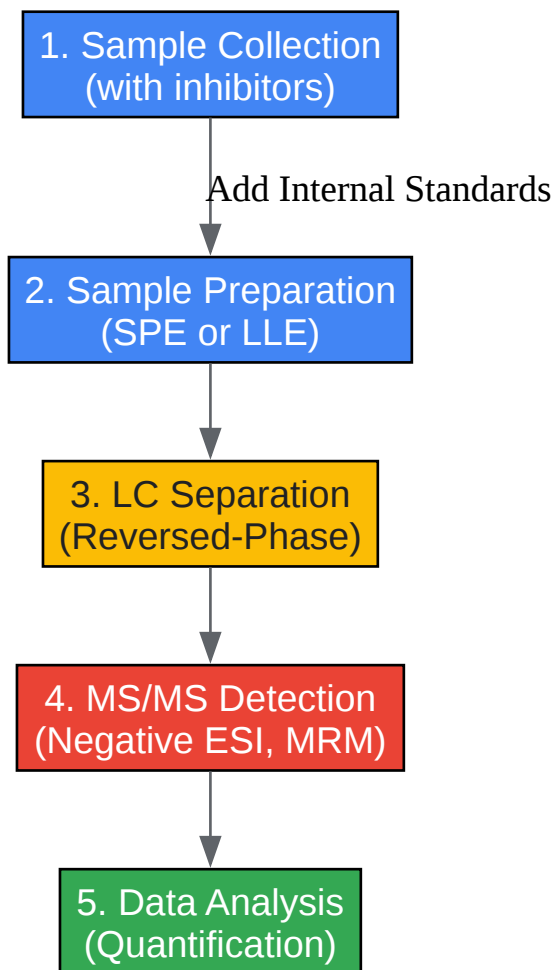 1. Sample Collection
(with inhibitors)
Add Internal Standards
2. Sample Preparation
(SPE or LLE)
3. LC Separation
(Reversed-Phase)
4. MS/MS Detection
(Negative ESI, MRM)
5. Data Analysis
(Quantification)